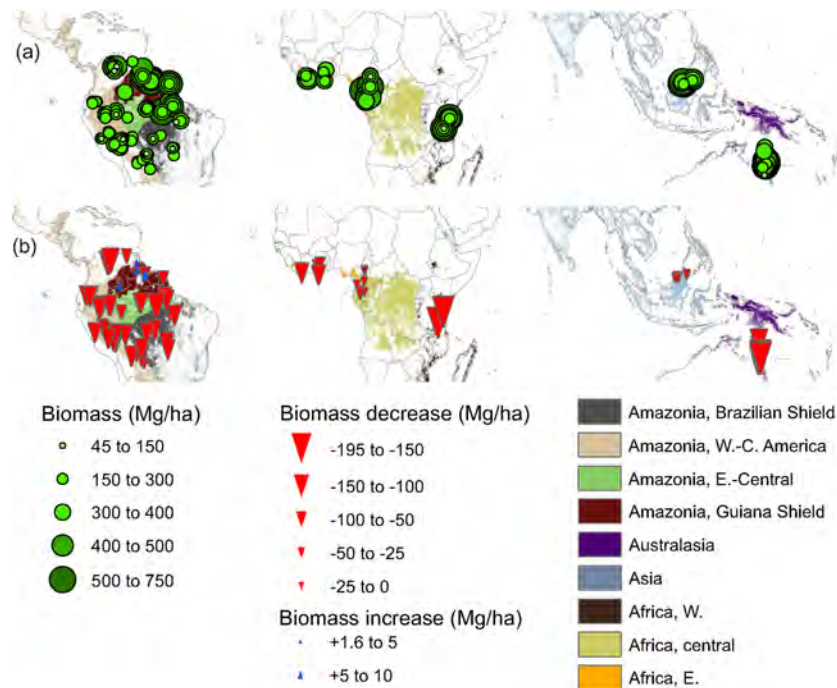 (a)
(b)
Biomass (Mg/ha)
45 to 150
150 to 300
300 to 400
400 to 500
500 to 750
Biomass decrease (Mg/ha)
-195 to -150
-150 to -100
-100 to -50
-50 to -25
-25 to 0
Biomass increase (Mg/ha)
+1.6 to 5
+5 to 10
Amazonia, Brazilian Shield
Amazonia, W.-C. America
Amazonia, E.-Central
Amazonia, Guiana Shield
Australasia
Asia
Africa, W.
Africa, central
Africa, E.